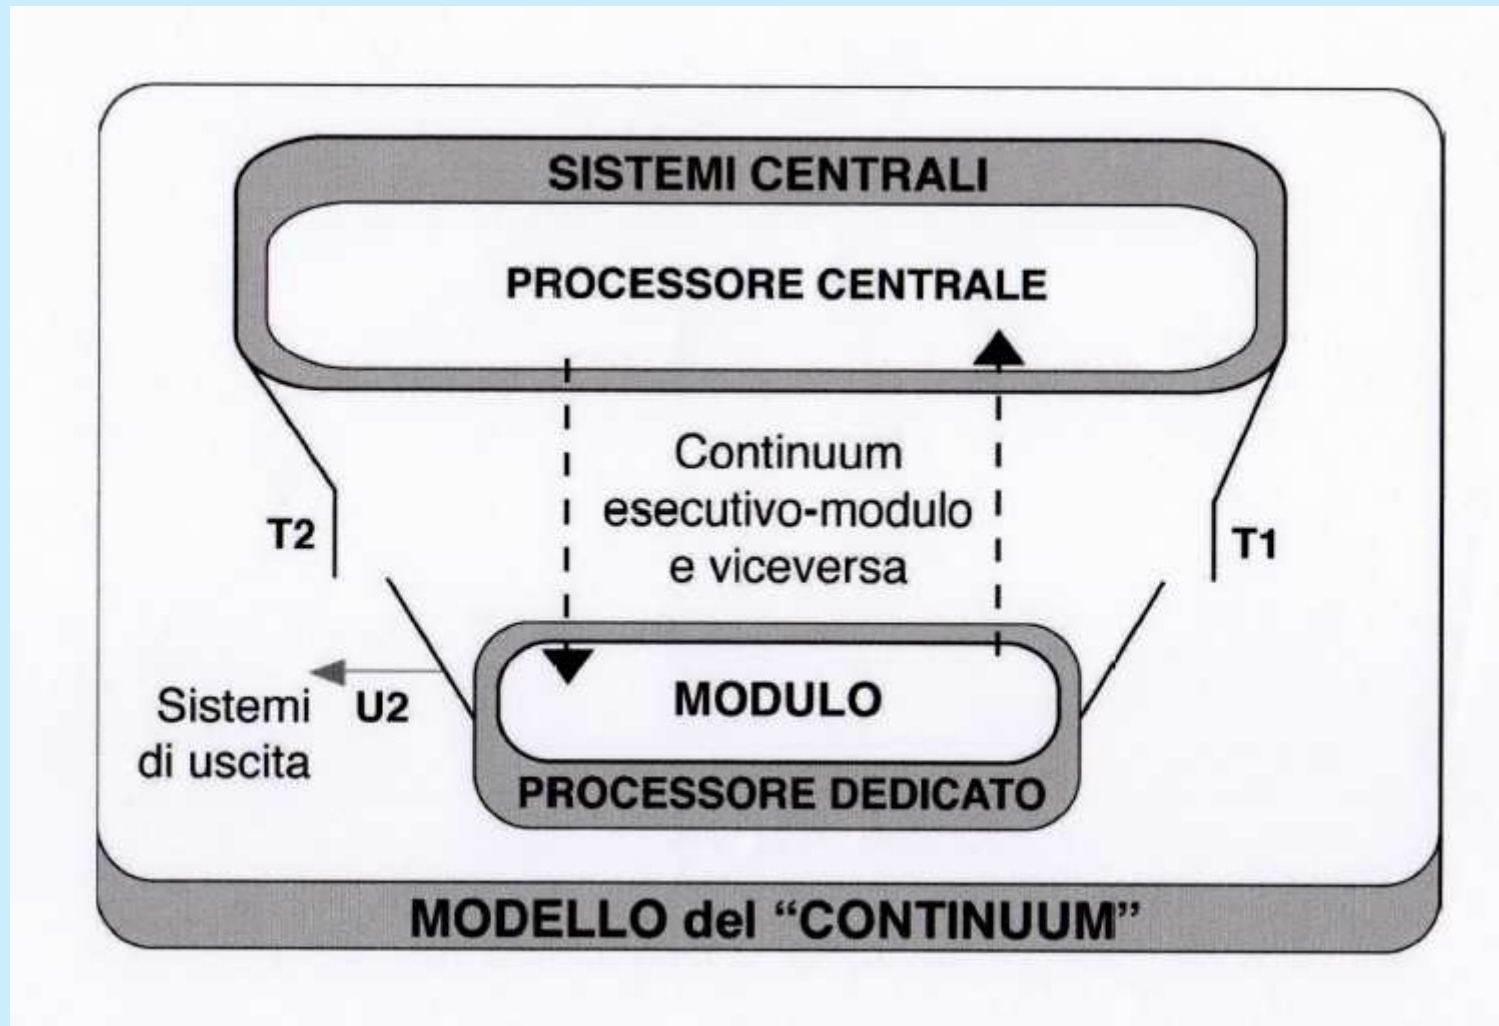 SISTEMI CENTRALI
PROCESSORE CENTRALE
Continuum
esecutivo-modulo
e viceversa
T2
T1
Sistemi
di uscita
U2
MODULO
PROCESSORE DEDICATO
MODELLO del “CONTINUUM”